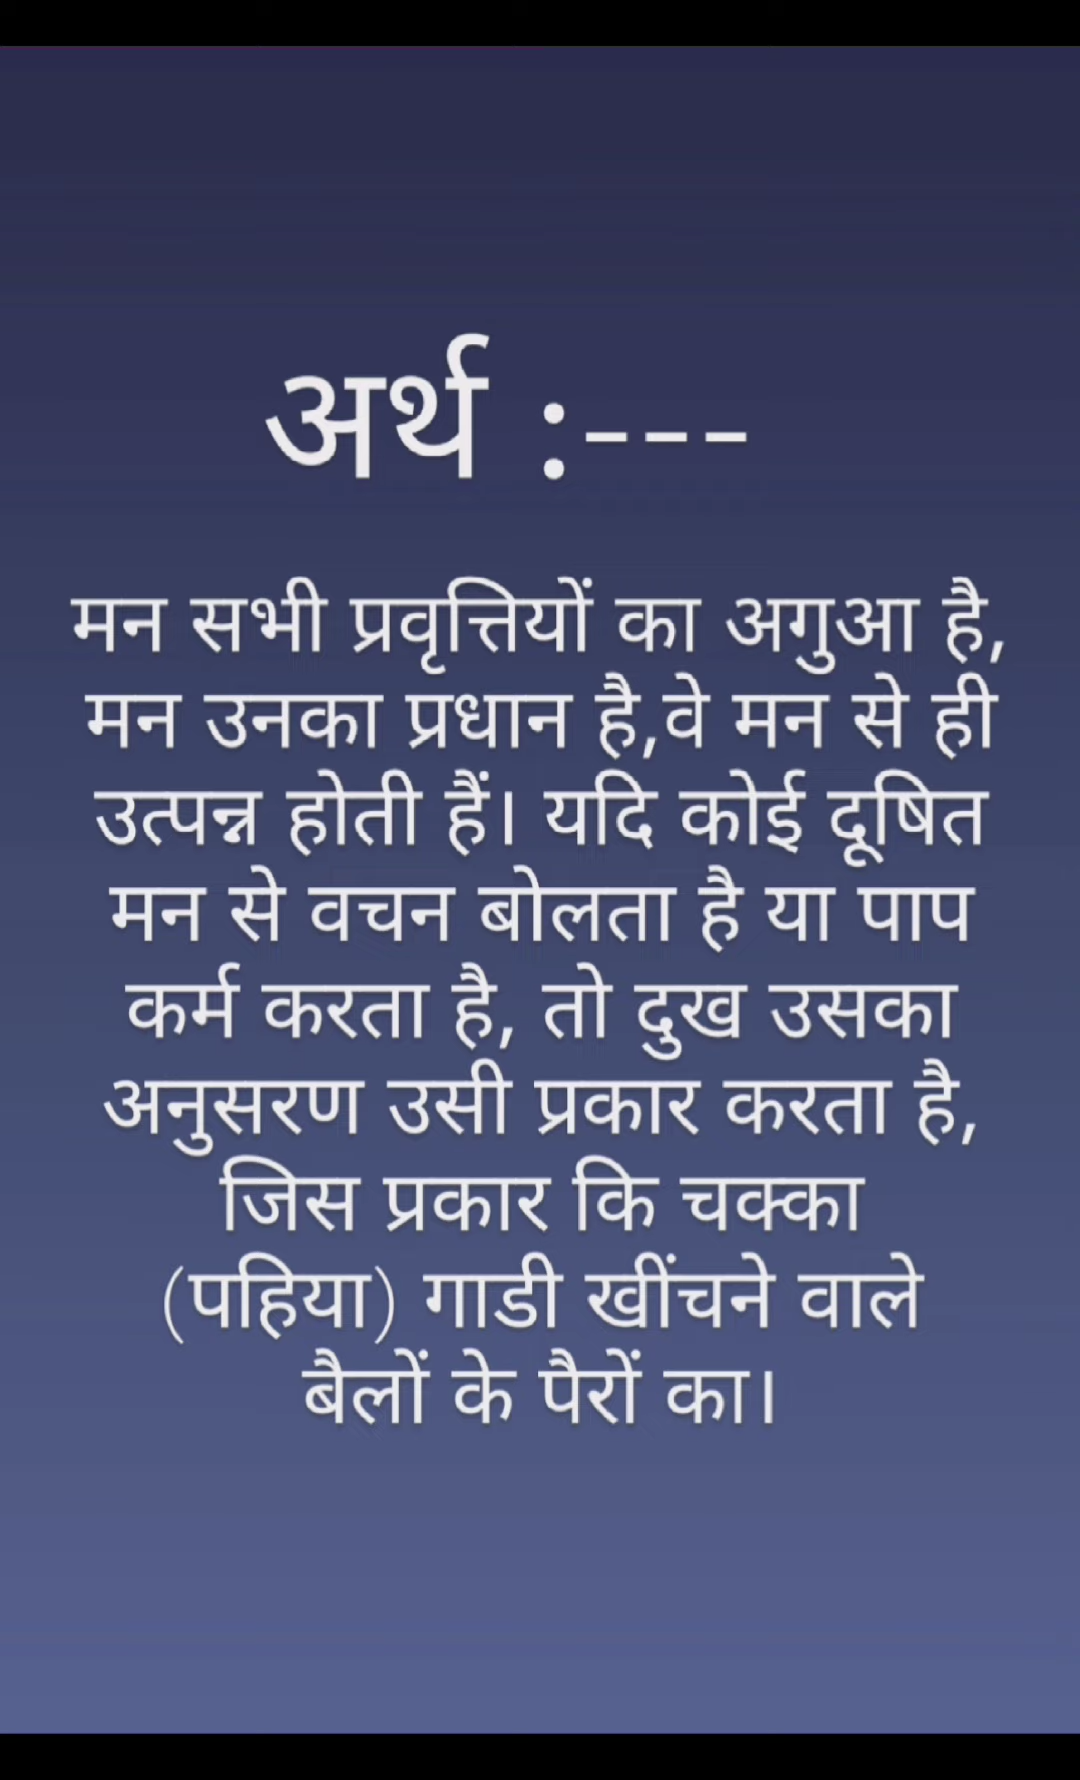 अर्थ :---
मन सभी प्रवृत्तियों का अगुआ है,
मन उनका प्रधान है,वे मन से ही
उत्पन्न होती हैं। यदि कोई दूषित
मन से वचन बोलता है या पाप
कर्म करता है, तो दुख उसका
अनुसरण उसी प्रकार करता है,
जिस प्रकार कि चक्का
(पहिया) गाडी खींचने वाले
बैलों के पैरों का।